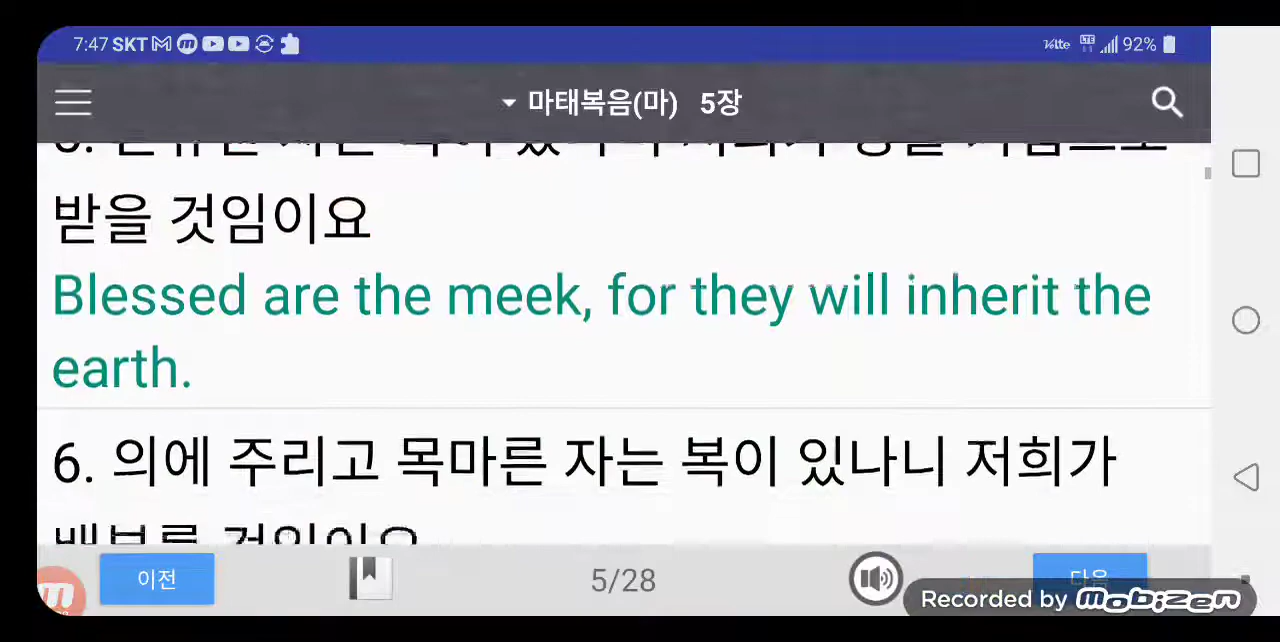 7:47 SKT 92%
마태복음(마) 5장
받을 것임이요
Blessed are the meek, for they will inherit the
earth.
6. 의에 주리고 목마른 자는 복이 있나니 저희가
이전 5/28 다음
Recorded by mobizen